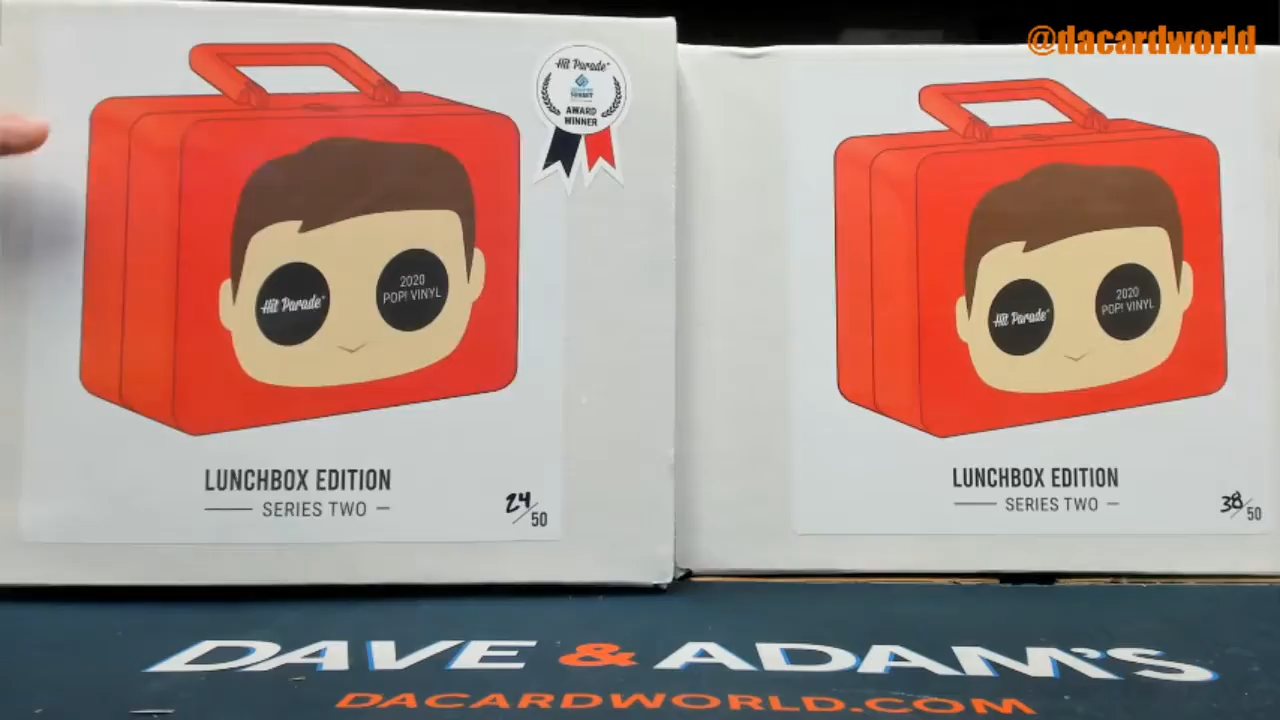 @dacardworld
Hit Parade
SUMMIT
AWARD
WINNER
Hit Parade
2020
POP! VINYL
LUNCHBOX EDITION
SERIES TWO
24/50
Hit Parade
2020
POP! VINYL
LUNCHBOX EDITION
SERIES TWO
38/50
DAVE & ADAM'S
DACARDWORLD.COM